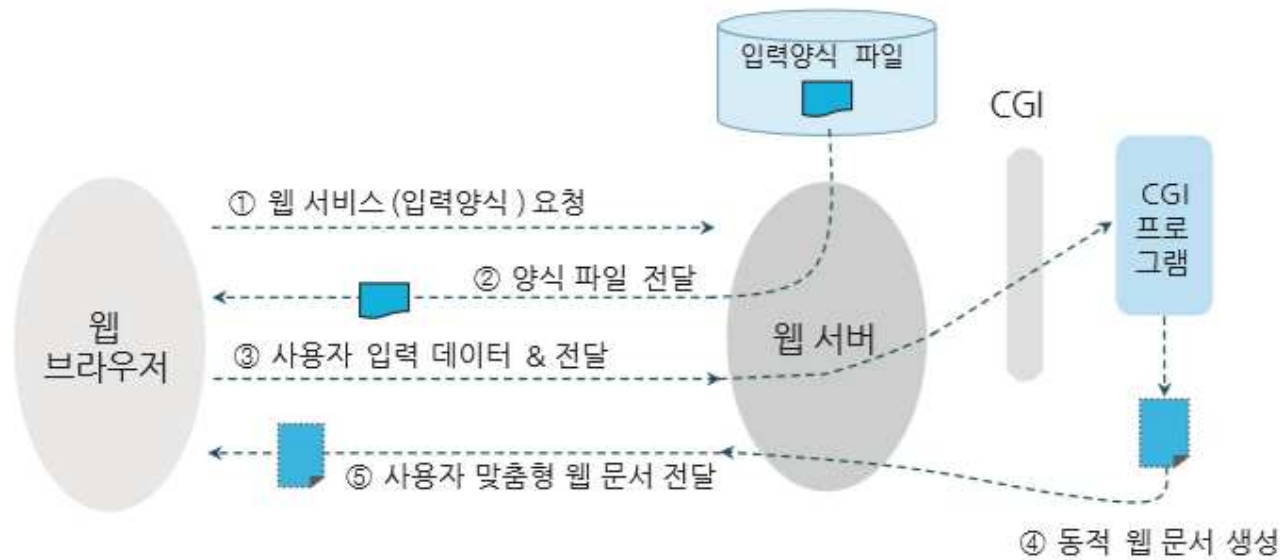 입력양식 파일
CGI
① 웹 서비스 (입력양식 ) 요청
CGI
프로
그램
② 양식 파일 전달
웹
브라우저
웹 서버
③ 사용자 입력 데이터 & 전달
⑤ 사용자 맞춤형 웹 문서 전달
④ 동적 웹 문서 생성